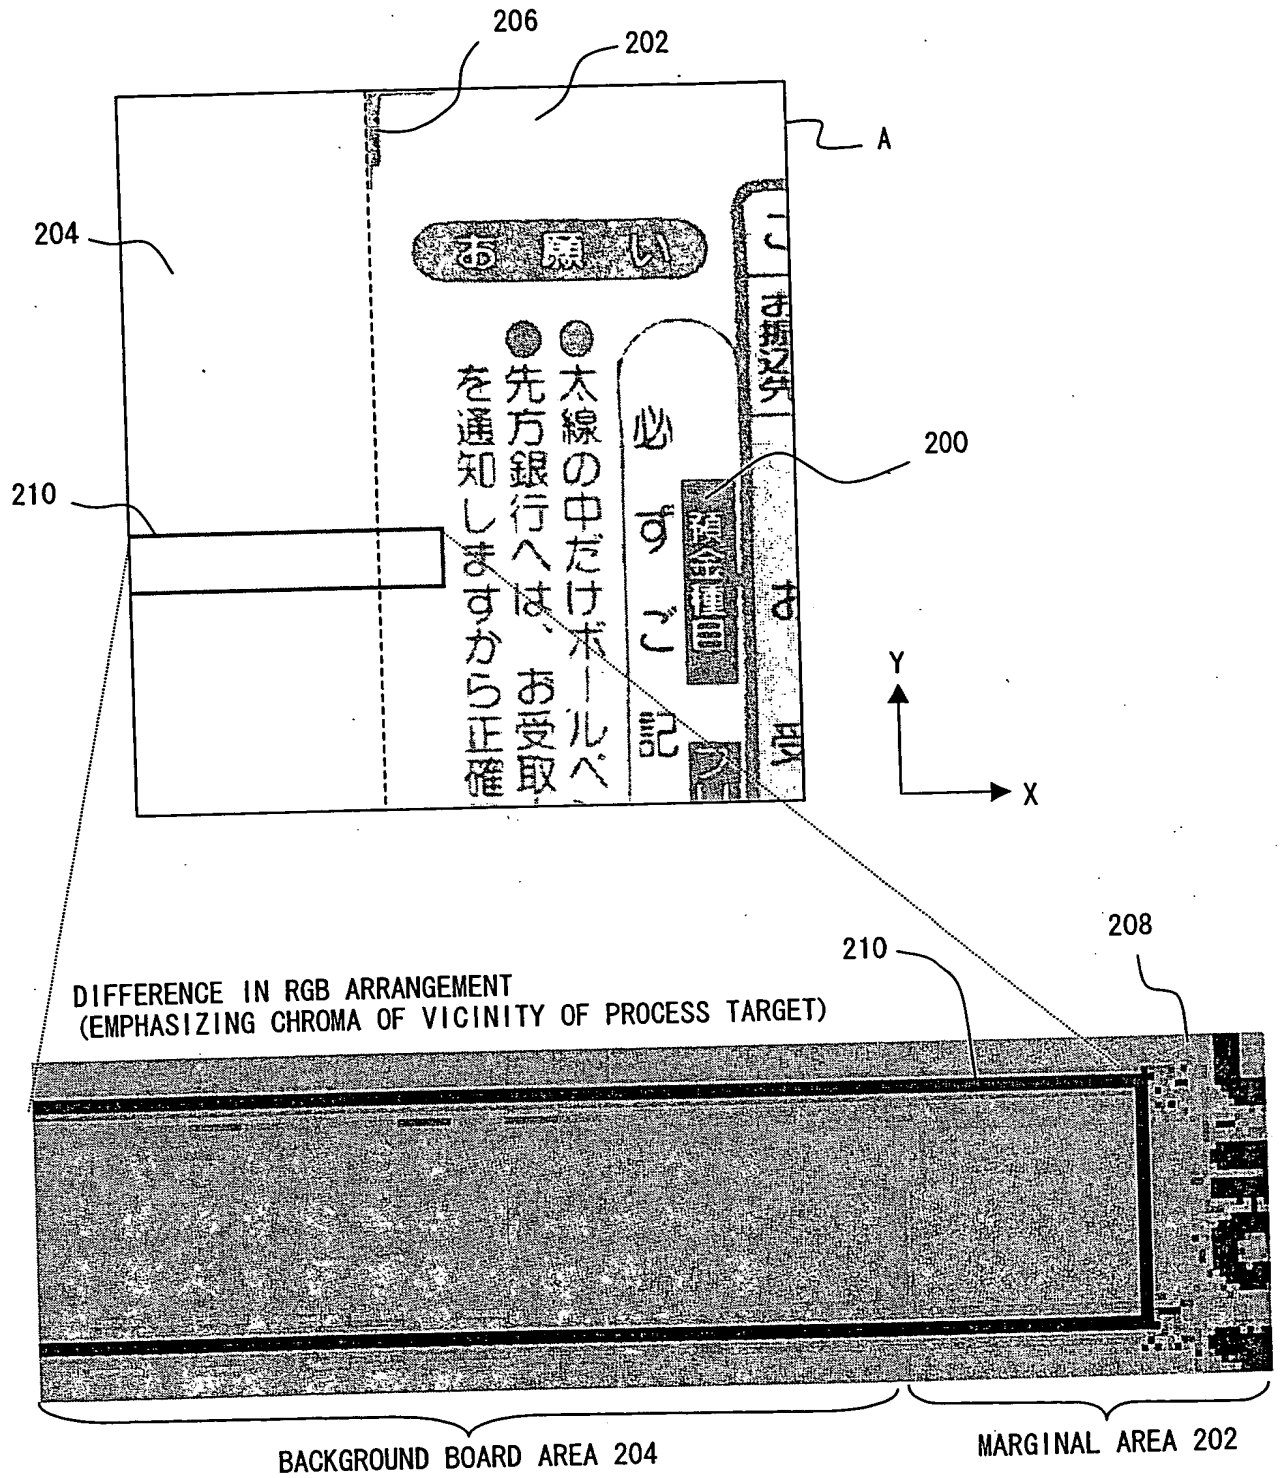 206
202
A
204
210
200
お願い
こ
お振込先
●太線の中だけボールペ
●先方銀行へは、お受取
を通知しますから正確
必ずご記
預金種目
フリ
お
Y
X
DIFFERENCE IN RGB ARRANGEMENT
(EMPHASIZING CHROMA OF VICINITY OF PROCESS TARGET)
210
208
BACKGROUND BOARD AREA 204
MARGINAL AREA 202